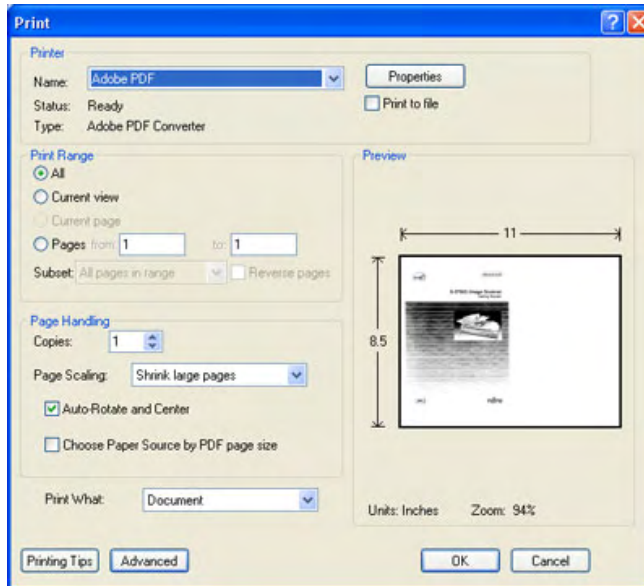 Print
Printer
Name: Adobe PDF
Properties
Status: Ready
Print to file
Type: Adobe PDF Converter
Print Range
All
Current view
Current page
Pages from: 1 to: 1
Subset: All pages in range
Reverse pages
Page Handling
Copies: 1
Page Scaling: Shrink large pages
Auto-Rotate and Center
Choose Paper Source by PDF page size
Print What: Document
Preview
11
8.5
Image Scanner
Units: Inches Zoom: 94%
Printing Tips
Advanced
OK
Cancel